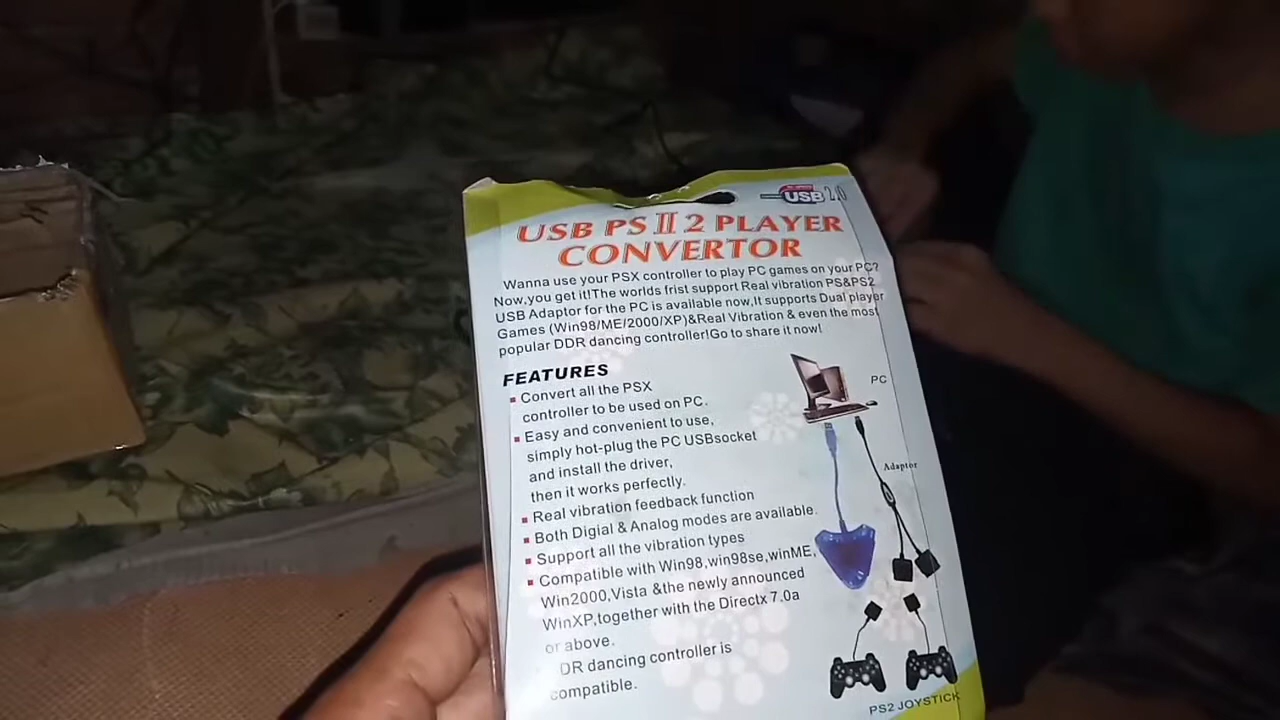 USB 2.0
USB PS II 2 PLAYER
CONVERTOR
Wanna use your PSX controller to play PC games on your PC?
Now,you get it!The worlds frist support Real vibration PS&PS2
USB Adaptor for the PC is available now,It supports Dual player
Games (Win98/ME/2000/XP)&Real Vibration & even the most
popular DDR dancing controller!Go to share it now!
FEATURES
Convert all the PSX
controller to be used on PC.
Easy and convenient to use,
simply hot-plug the PC USBsocket
and install the driver,
then it works perfectly.
Real vibration feedback function
Both Digial & Analog modes are available.
Support all the vibration types
Compatible with Win98,win98se,winME,
Win2000,Vista &the newly announced
WinXP,together with the Directx 7.0a
or above.
DR dancing controller is
compatible.
PC
Adaptor
PS2 JOYSTICK